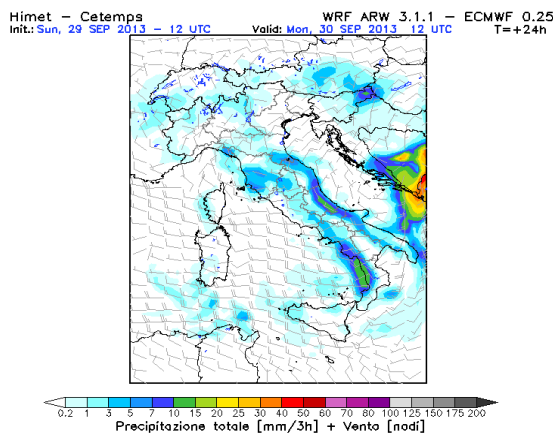 Himet – Cetemps WRF ARW 3.1.1 – ECMWF 0.25
Init.: Sun, 29 SEP 2013 – 12 UTC Valid: Mon, 30 SEP 2013 12 UTC T=+24h
0.2 1 3 5 7 10 15 20 25 30 40 50 60 70 80 100 125 150 175 200
Precipitazione totale [mm/3h] + Vento [nodi]